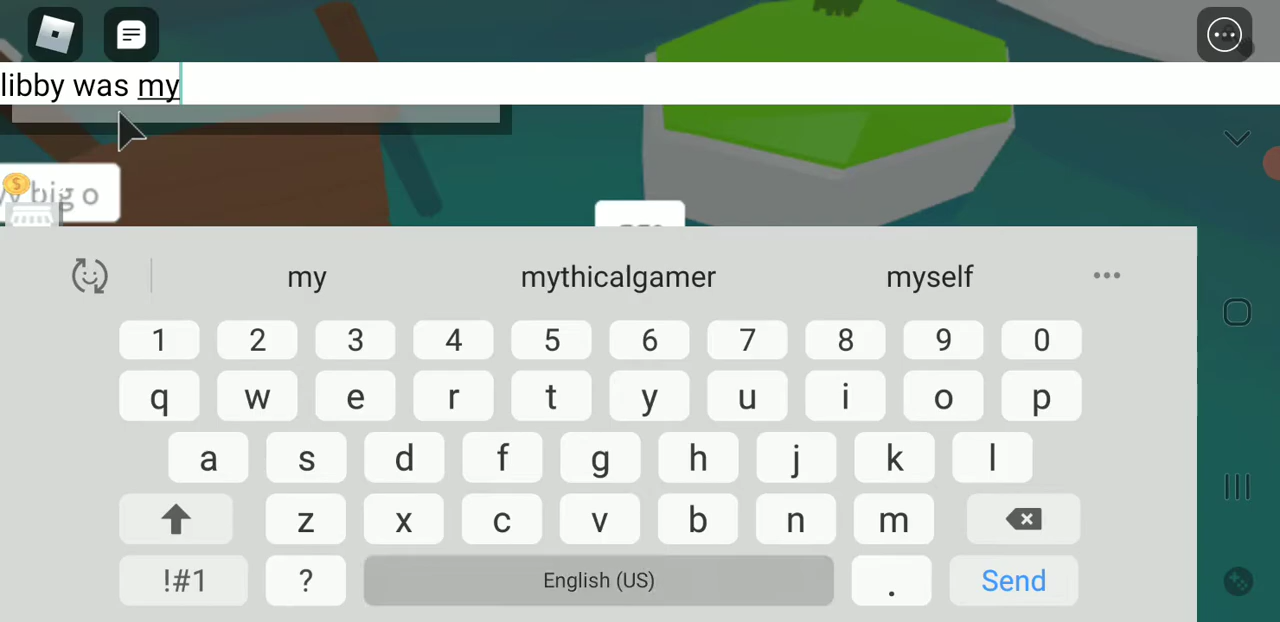 libby was my
big o
my mythicalgamer myself
1 2 3 4 5 6 7 8 9 0
q w e r t y u i o p
a s d f g h j k l
z x c v b n m
!#1 ? English (US) . Send